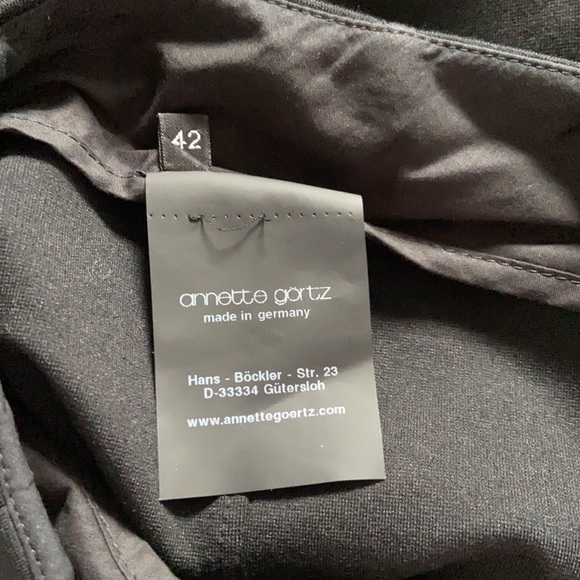 42
annette görtz
made in germany
Hans - Böckler - Str. 23
D-33334 Gütersloh
www.annettegoertz.com